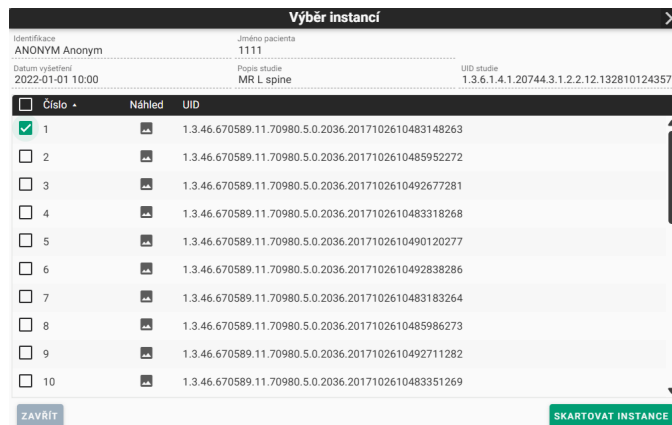 Výběr instancí
Identifikace Jméno pacienta
ANONYM Anonym 1111
Datum vyšetření Popis studie UID studie
2022-01-01 10:00 MR L spine 1.3.6.1.4.1.20744.3.1.2.2.12.132810124357
Číslo Náhled UID
1 1.3.46.670589.11.70980.5.0.2036.2017102610483148263
2 1.3.46.670589.11.70980.5.0.2036.2017102610485952272
3 1.3.46.670589.11.70980.5.0.2036.2017102610492677281
4 1.3.46.670589.11.70980.5.0.2036.2017102610483318268
5 1.3.46.670589.11.70980.5.0.2036.2017102610490120277
6 1.3.46.670589.11.70980.5.0.2036.2017102610492838286
7 1.3.46.670589.11.70980.5.0.2036.2017102610483183264
8 1.3.46.670589.11.70980.5.0.2036.2017102610485986273
9 1.3.46.670589.11.70980.5.0.2036.2017102610492711282
10 1.3.46.670589.11.70980.5.0.2036.2017102610483351269
ZAVŘÍT SKARTOVAT INSTANCE